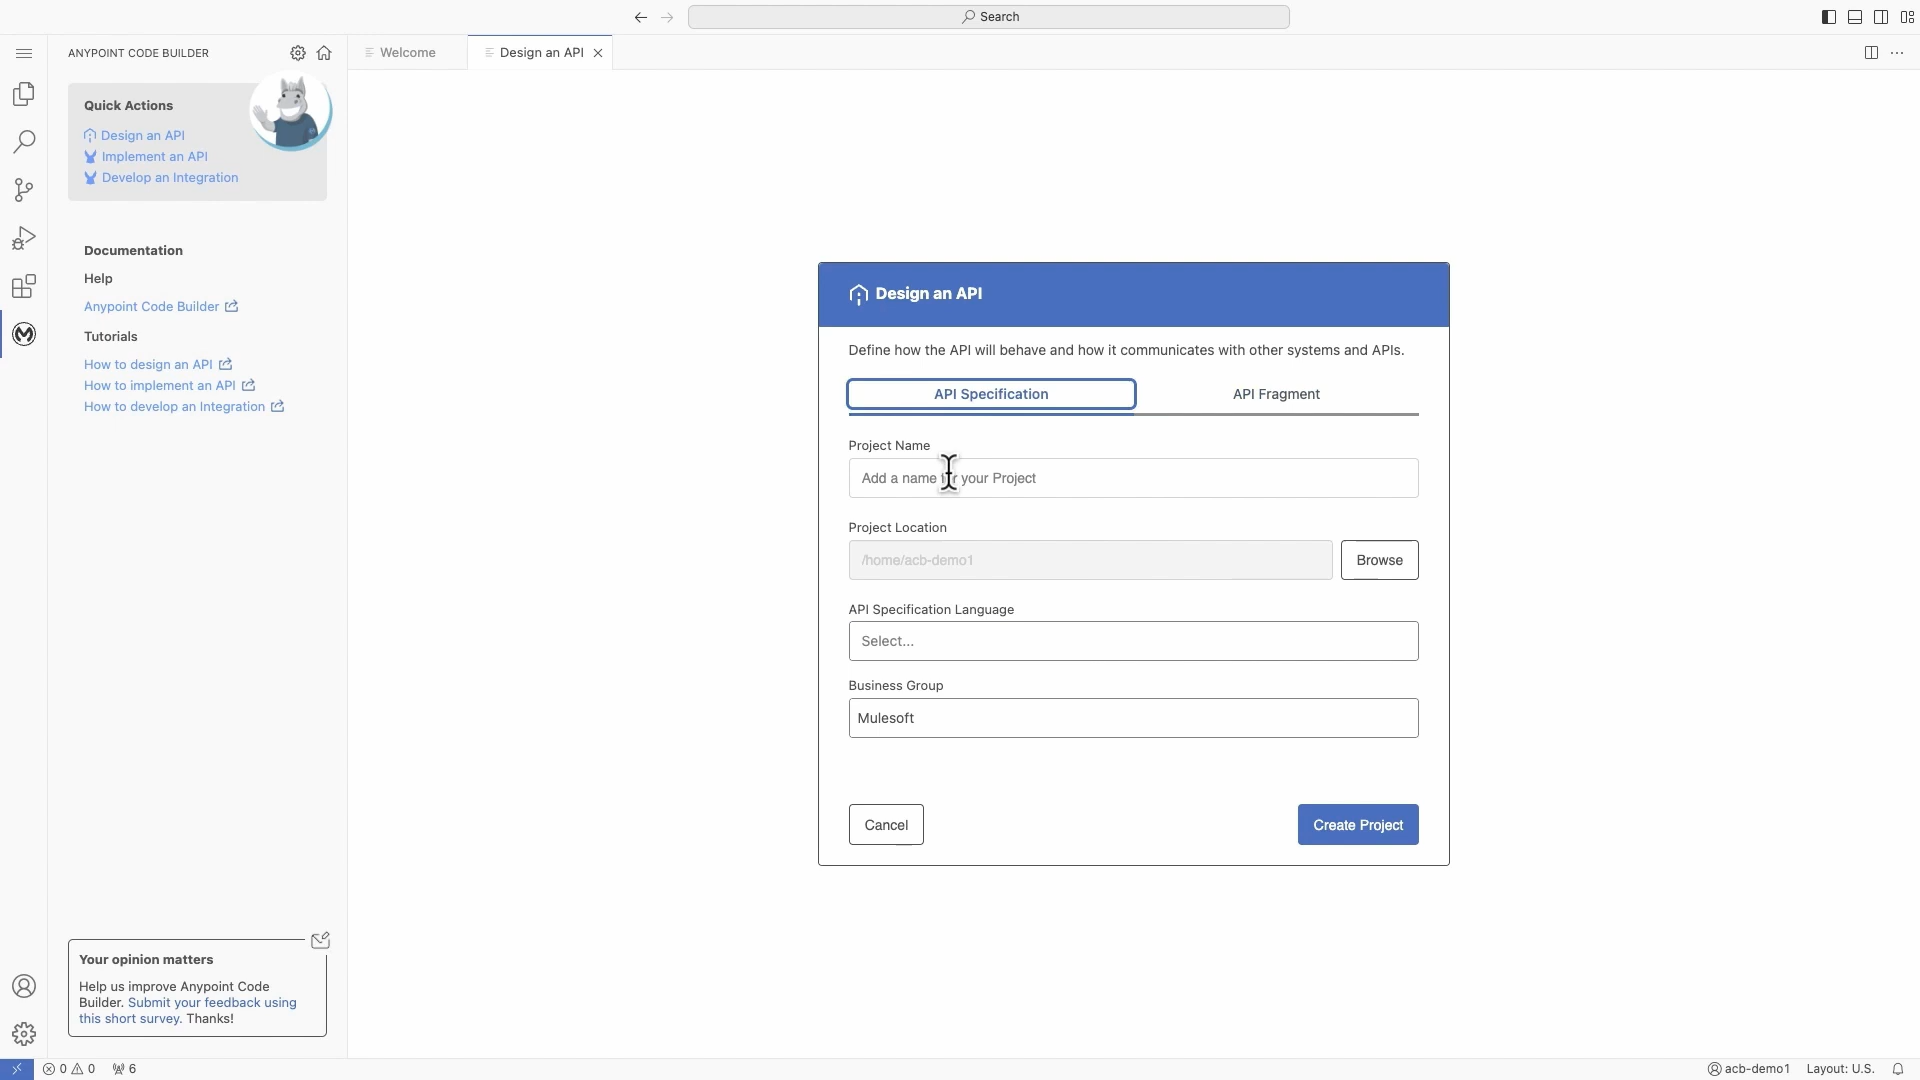 Search
ANYPOINT CODE BUILDER
Welcome
Design an API
Quick Actions
Design an API
Implement an API
Develop an Integration
Documentation
Help
Anypoint Code Builder
Tutorials
How to design an API
How to implement an API
How to develop an Integration
Design an API
Define how the API will behave and how it communicates with other systems and APIs.
API Specification
API Fragment
Project Name
Add a name for your Project
Project Location
/home/acb-demo1
Browse
API Specification Language
Select...
Business Group
Mulesoft
Cancel
Create Project
Your opinion matters
Help us improve Anypoint Code
Builder. Submit your feedback using
this short survey. Thanks!
0 0 6
acb-demo1
Layout: U.S.